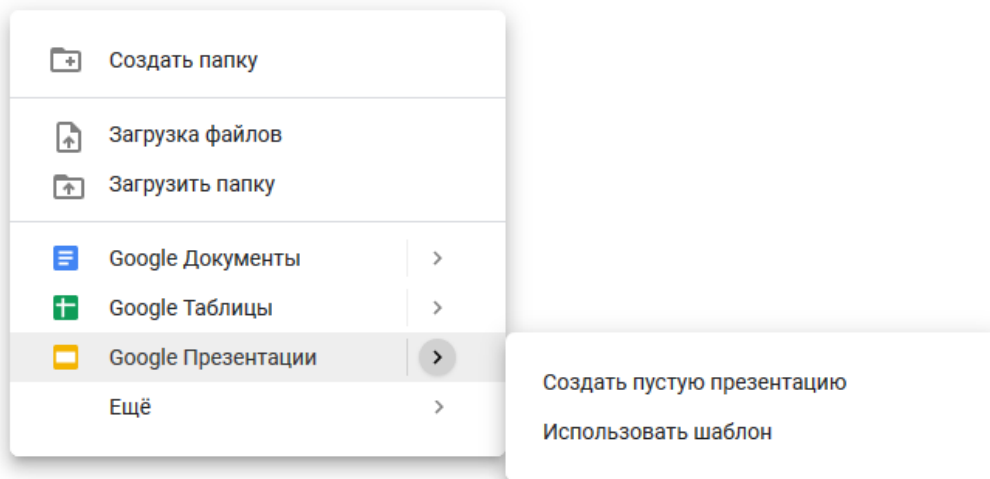 Создать папку
Загрузка файлов
Загрузить папку
Google Документы
Google Таблицы
Google Презентации
Ещё
Создать пустую презентацию
Использовать шаблон